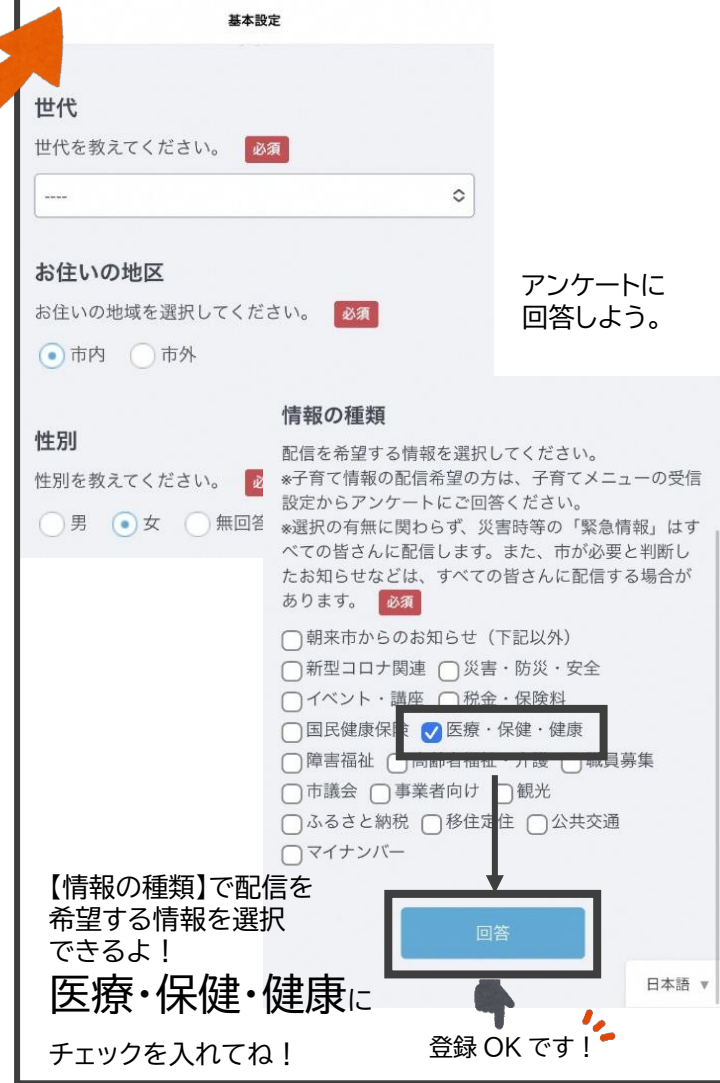 基本設定
世代
世代を教えてください。 必須
----
お住いの地区
お住いの地域を選択してください。 必須
市内 市外
性別
性別を教えてください。
男 女 無回答
アンケートに
回答しよう。
情報の種類
配信を希望する情報を選択してください。
※子育て情報の配信希望の方は、子育てメニューの受信
設定からアンケートにご回答ください。
※選択の有無に関わらず、災害時等の「緊急情報」はす
べての皆さんに配信します。また、市が必要と判断し
たお知らせなどは、すべての皆さんに配信する場合が
あります。 必須
朝来市からのお知らせ（下記以外）
新型コロナ関連 災害・防災・安全
イベント・講座 税金・保険料
国民健康保険 医療・保健・健康
障害福祉 高齢者福祉・介護 職員募集
市議会 事業者向け 観光
ふるさと納税 移住定住 公共交通
マイナンバー
回答
日本語 ▼
【情報の種類】で配信を
希望する情報を選択
できるよ！
医療・保健・健康に
チェックを入れてね！
登録 OK です！